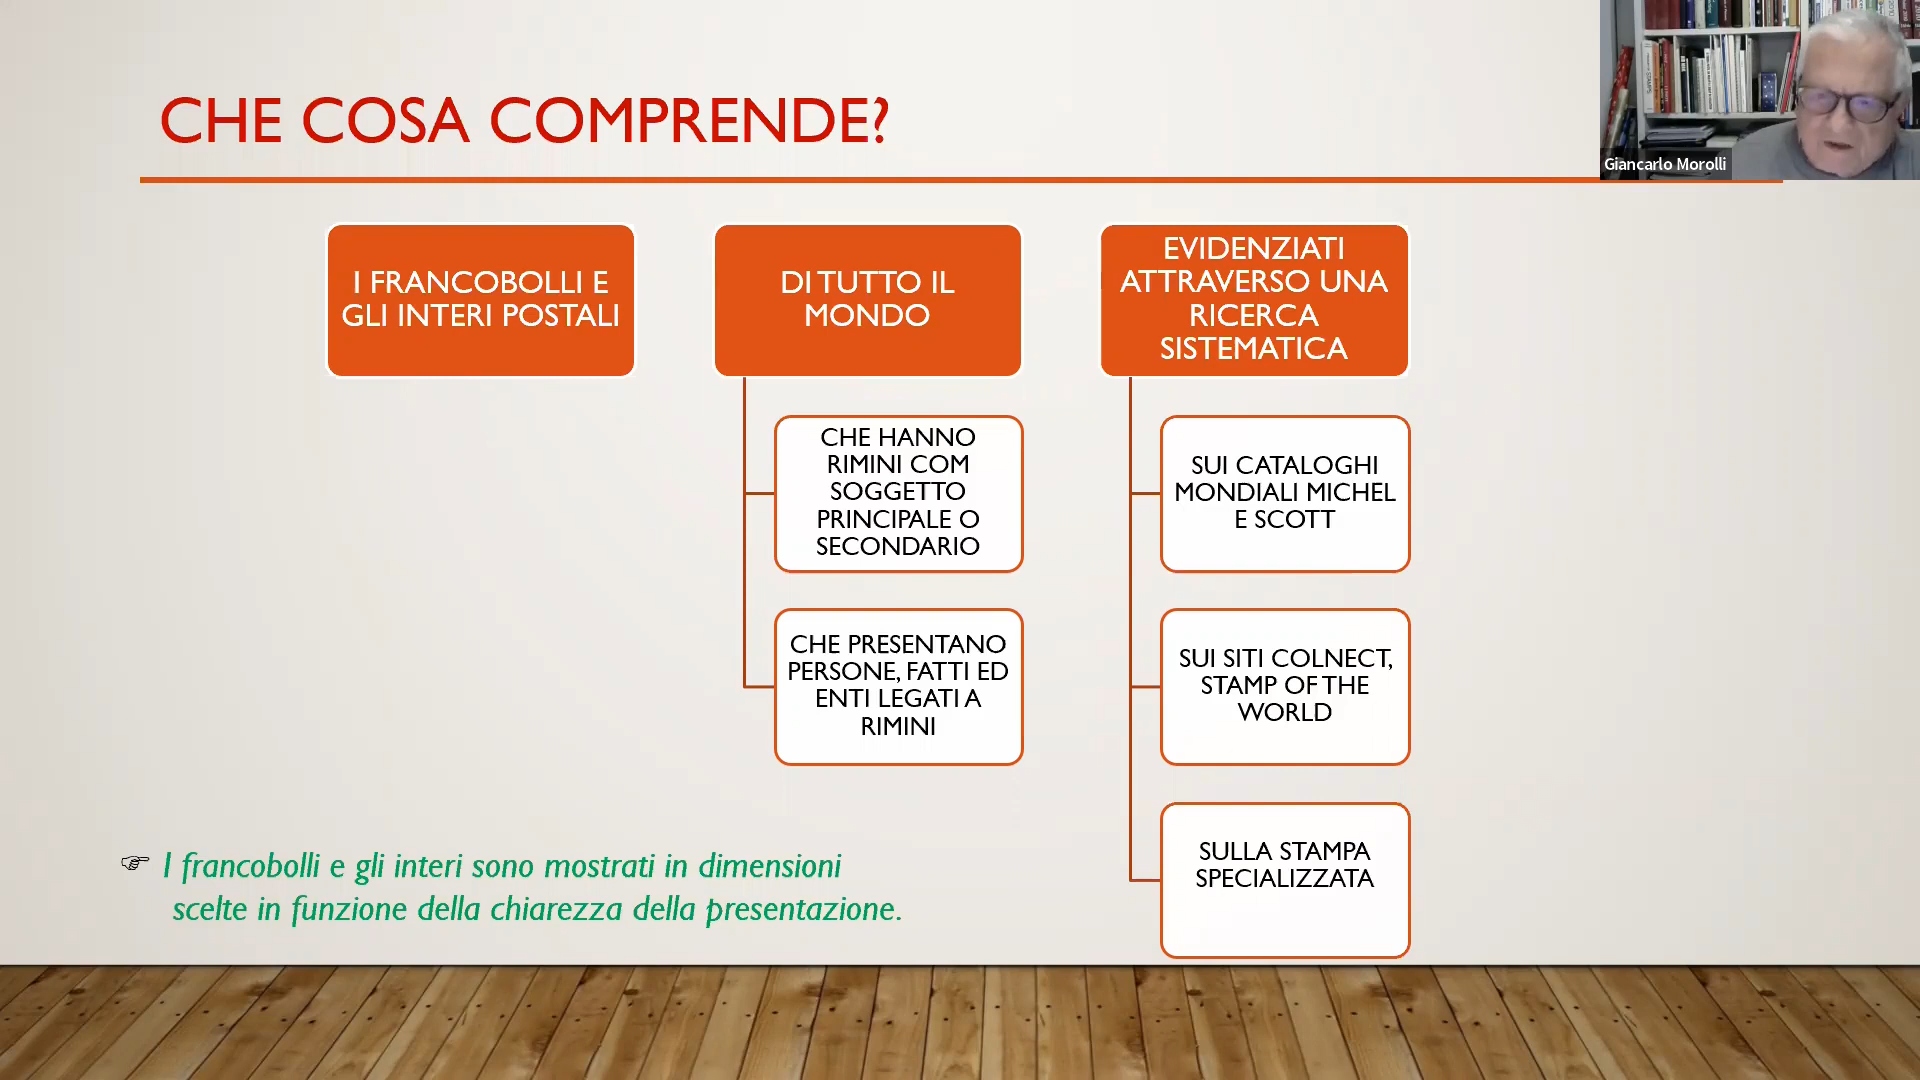 CHE COSA COMPRENDE?
Giancarlo Morolli
I FRANCOBOLLI E
GLI INTERI POSTALI
DI TUTTO IL
MONDO
CHE HANNO
RIMINI COM
SOGGETTO
PRINCIPALE O
SECONDARIO
CHE PRESENTANO
PERSONE, FATTI ED
ENTI LEGATI A
RIMINI
EVIDENZIATI
ATTRAVERSO UNA
RICERCA
SISTEMATICA
SUI CATALOGHI
MONDIALI MICHEL
E SCOTT
SUI SITI COLNECT,
STAMP OF THE
WORLD
SULLA STAMPA
SPECIALIZZATA
☞ I francobolli e gli interi sono mostrati in dimensioni
scelte in funzione della chiarezza della presentazione.